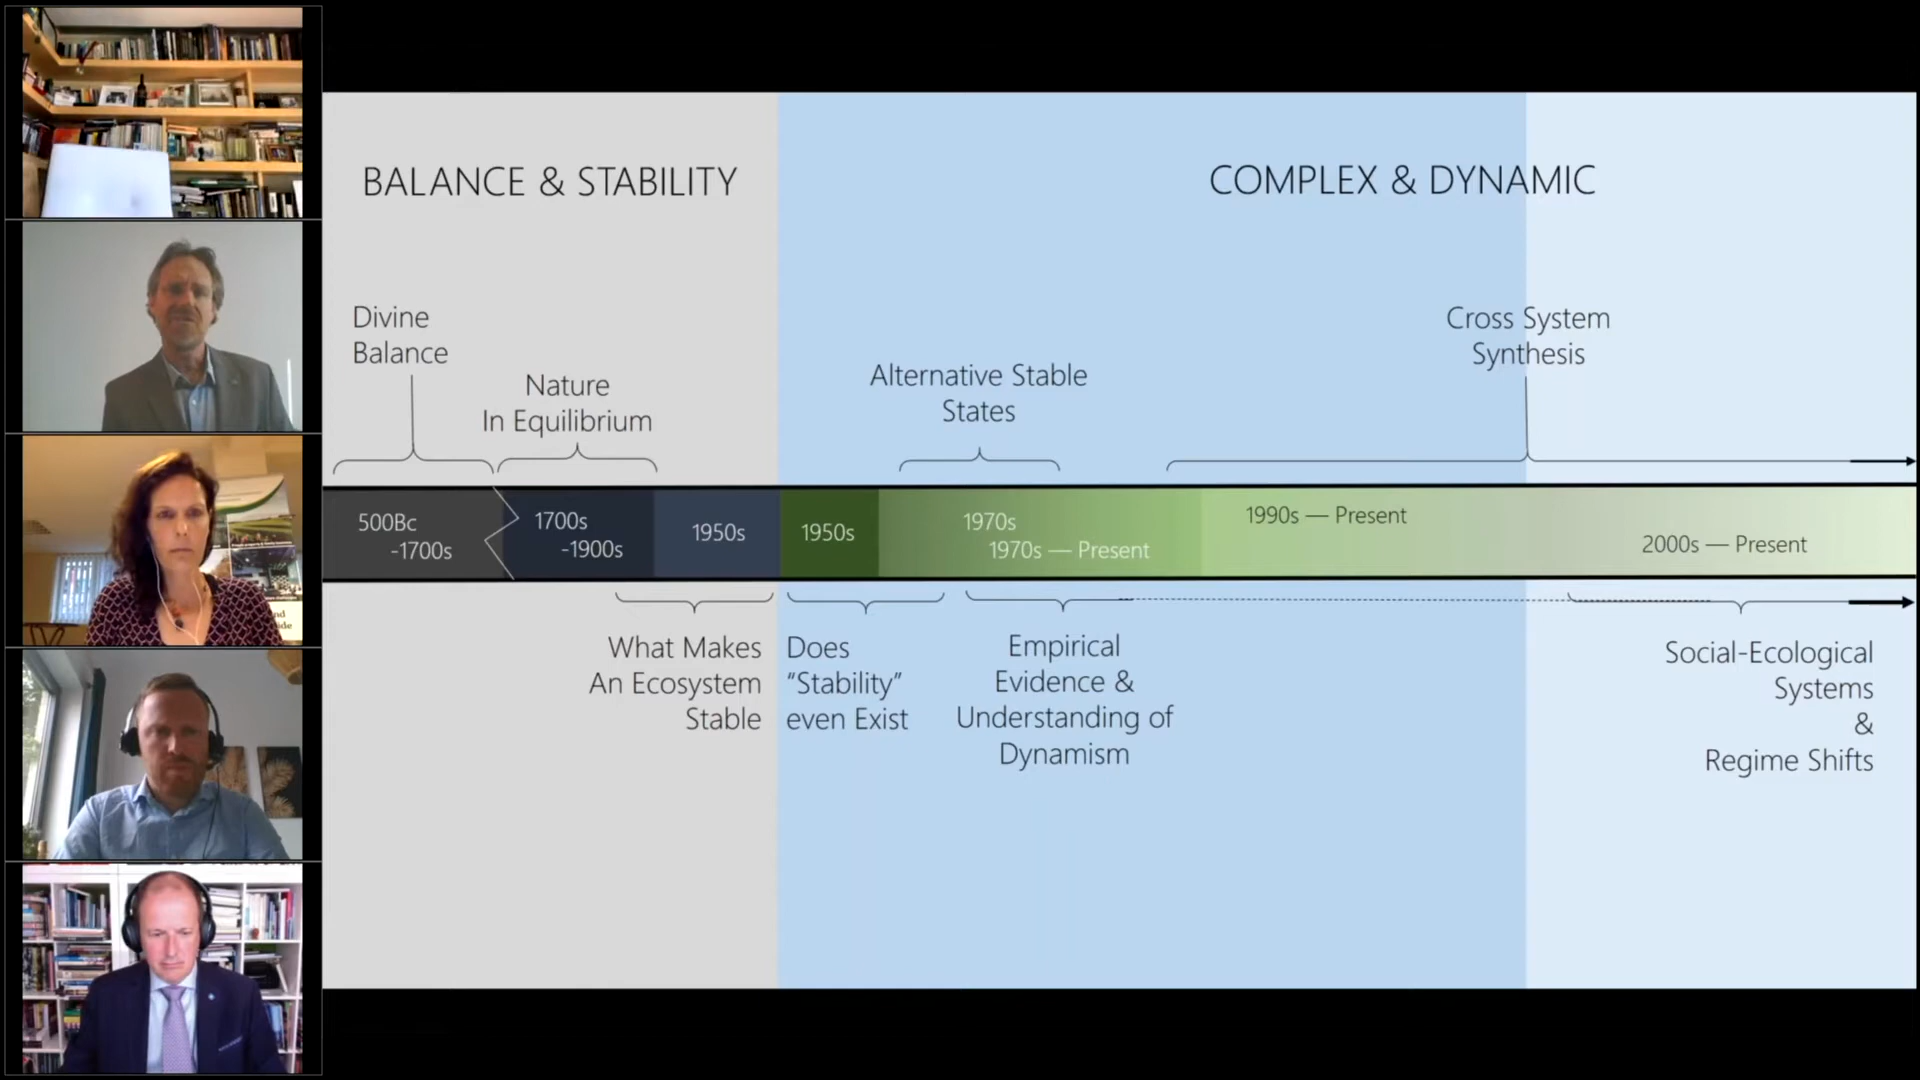 BALANCE & STABILITY
COMPLEX & DYNAMIC
Divine
Balance
Nature
In Equilibrium
Alternative Stable
States
Cross System
Synthesis
500Bc
-1700s
1700s
-1900s
1950s
1950s
1970s
1970s — Present
1990s — Present
2000s — Present
What Makes
An Ecosystem
Stable
Does
“Stability”
even Exist
Empirical
Evidence &
Understanding of
Dynamism
Social-Ecological
Systems
&
Regime Shifts